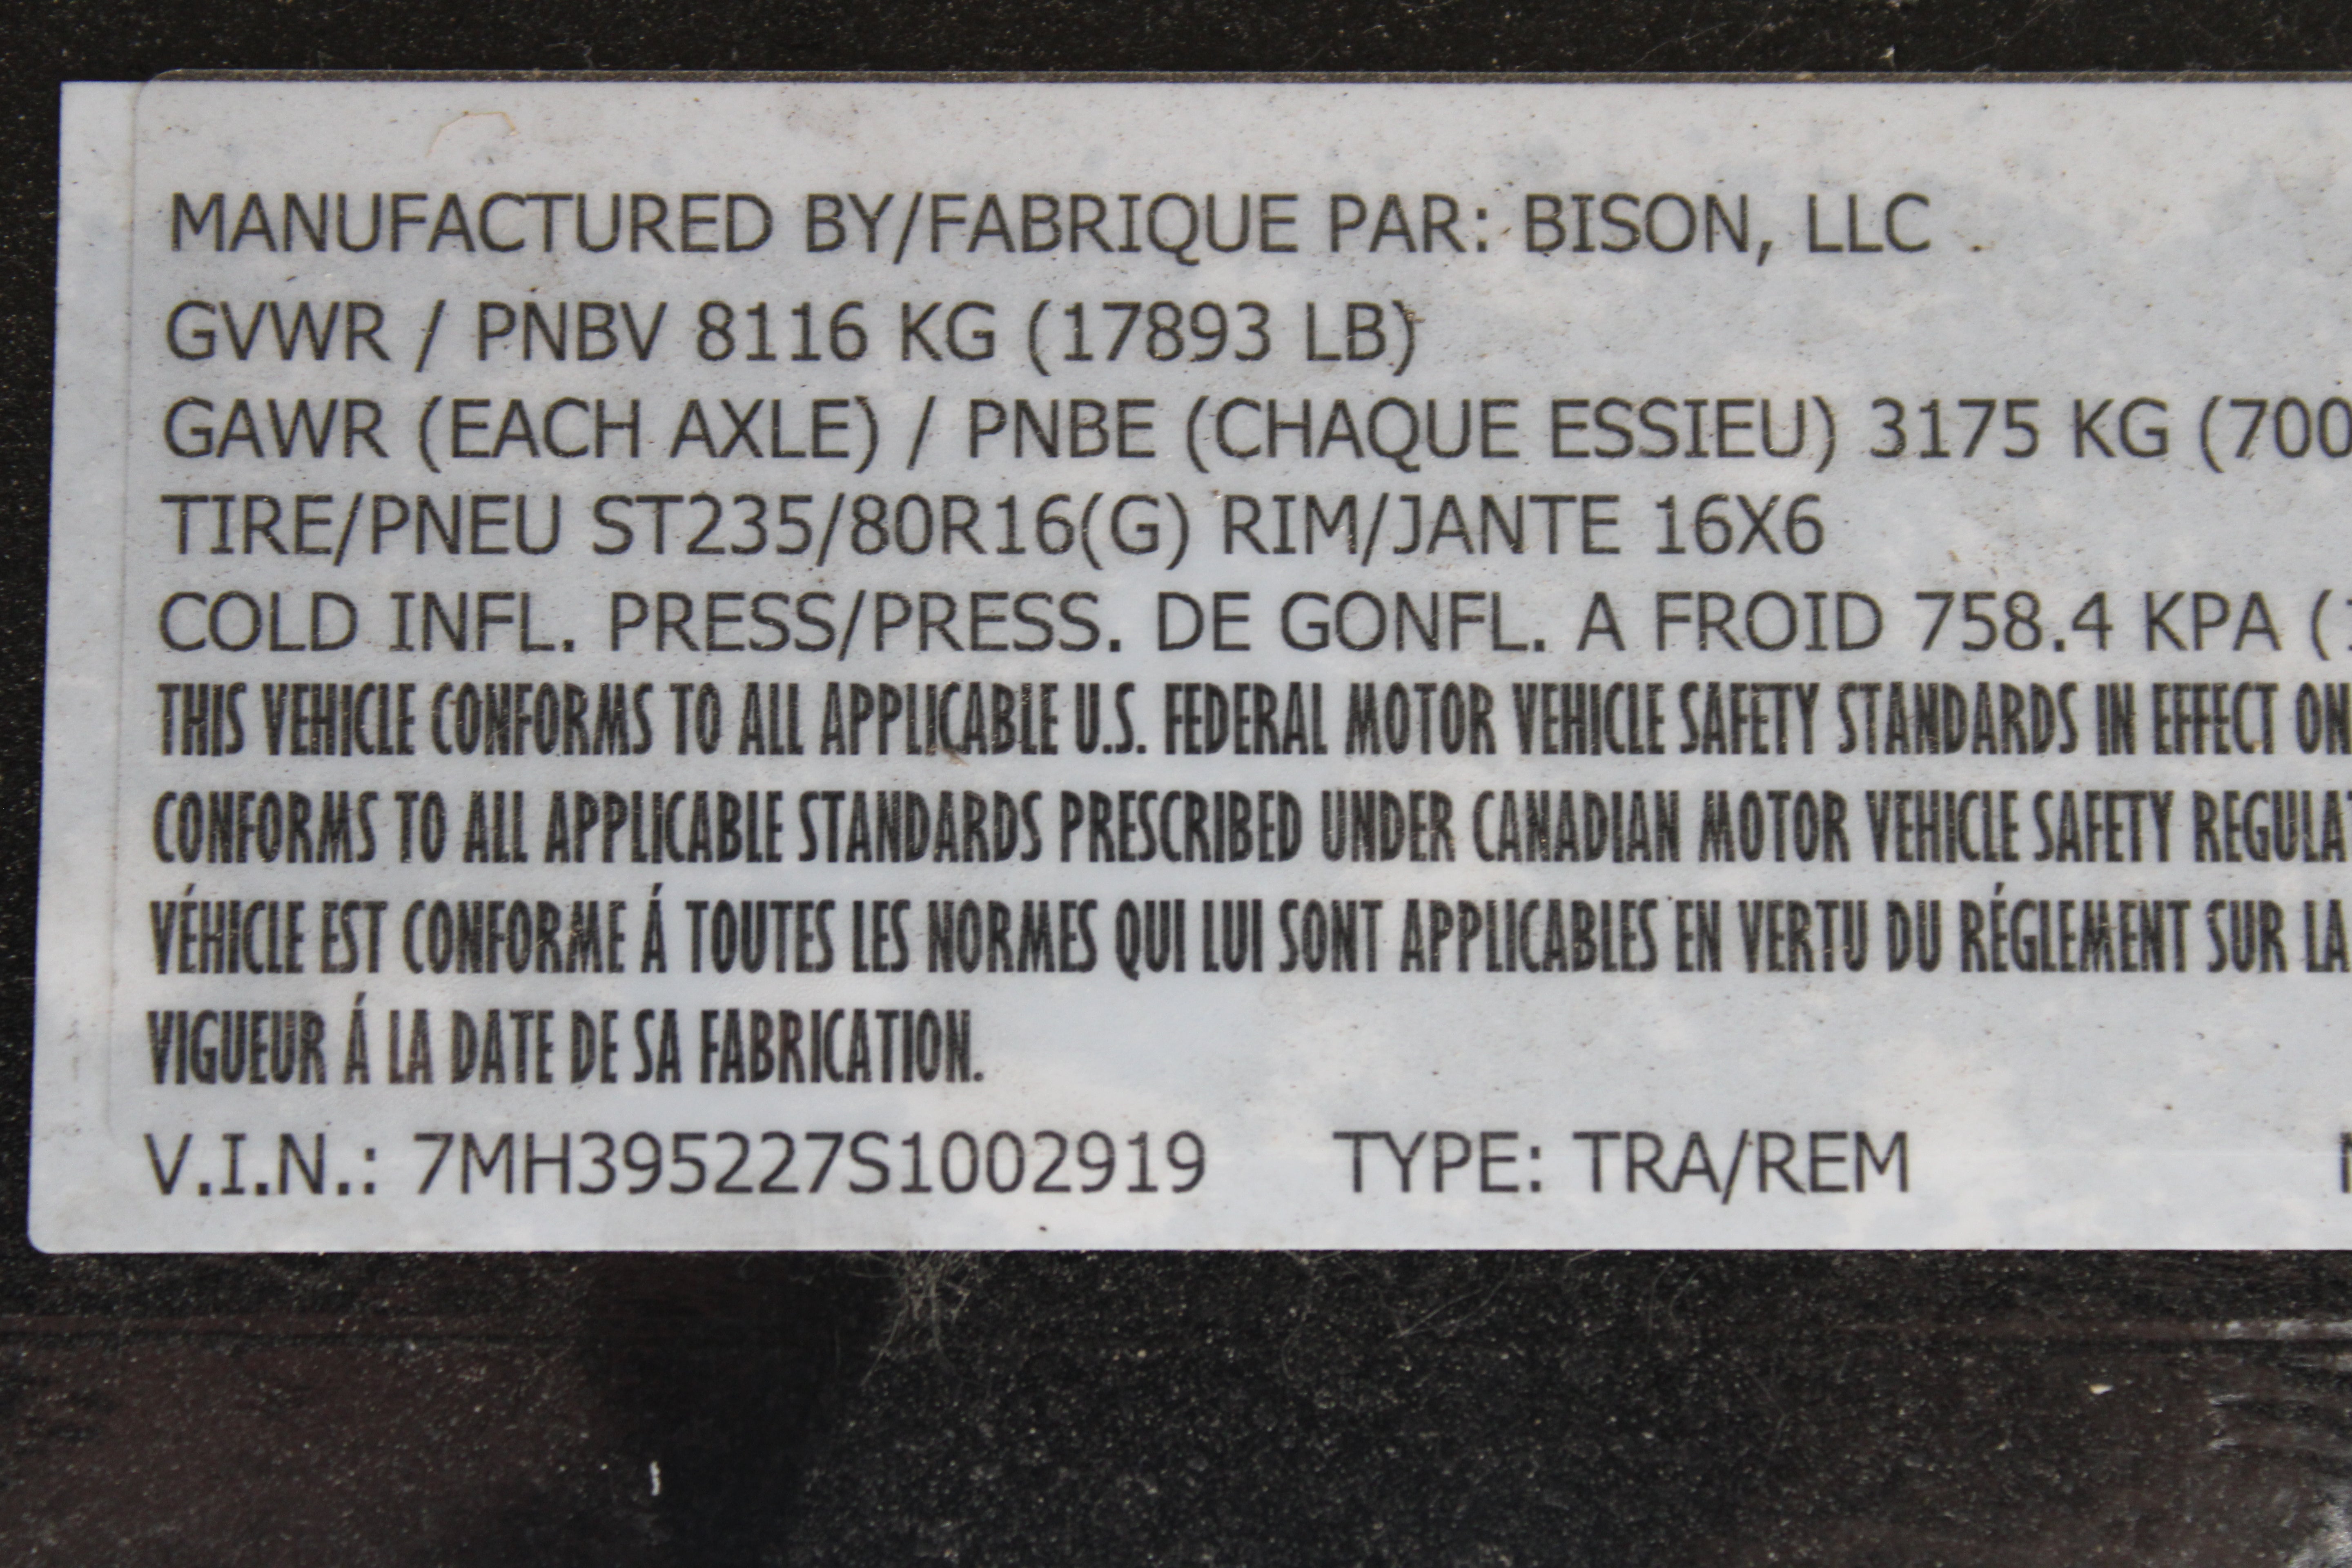 MANUFACTURED BY/FABRIQUE PAR: BISON, LLC
GVWR / PNBV 8116 KG (17893 LB)
GAWR (EACH AXLE) / PNBE (CHAQUE ESSIEU) 3175 KG (700
TIRE/PNEU ST235/80R16(G) RIM/JANTE 16X6
COLD INFL. PRESS/PRESS. DE GONFL. A FROID 758.4 KPA (
THIS VEHICLE CONFORMS TO ALL APPLICABLE U.S. FEDERAL MOTOR VEHICLE SAFETY STANDARDS IN EFFECT ON
CONFORMS TO ALL APPLICABLE STANDARDS PRESCRIBED UNDER CANADIAN MOTOR VEHICLE SAFETY REGULAT
VÉHICLE EST CONFORME Á TOUTES LES NORMES QUI LUI SONT APPLICABLES EN VERTU DU RÉGLEMENT SUR LA
VIGUEUR Á LA DATE DE SA FABRICATION.
V.I.N.: 7MH395227S1002919 TYPE: TRA/REM